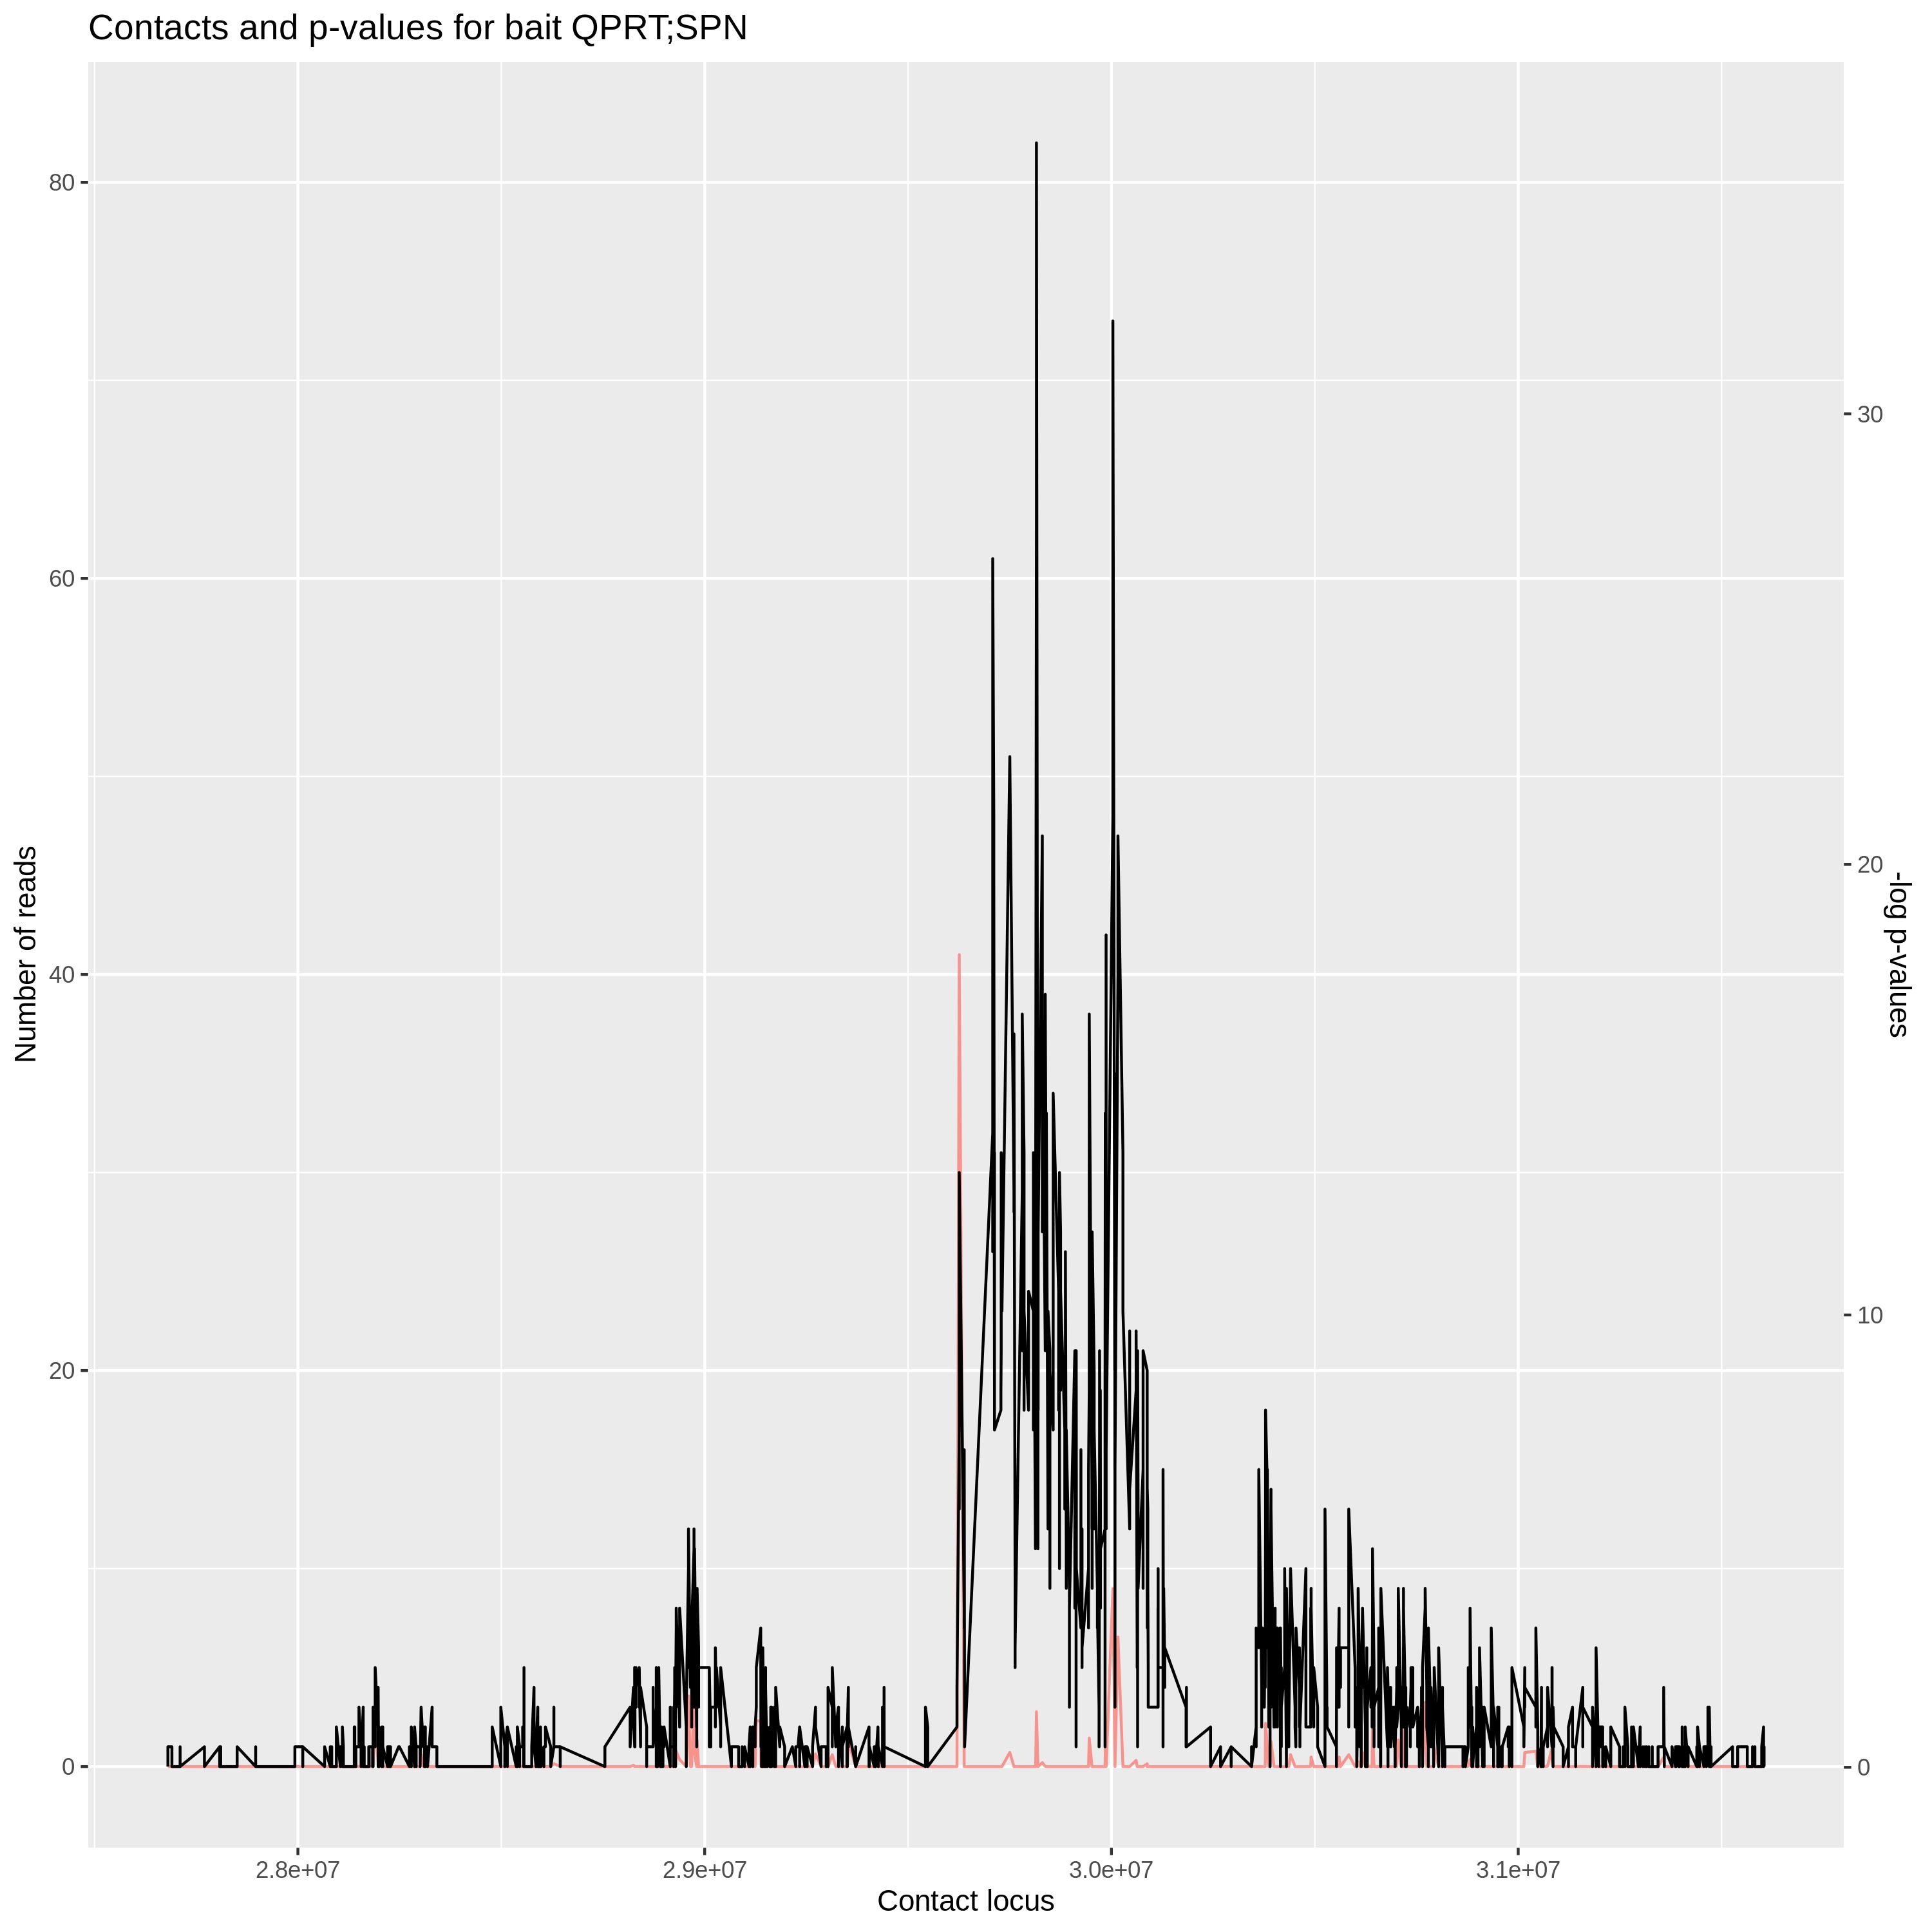 Contacts and p-values for bait QPRT;SPN
80
60
40
20
0
Number of reads
30
20
10
0
-log p-values
2.8e+07 2.9e+07 3.0e+07 3.1e+07
Contact locus